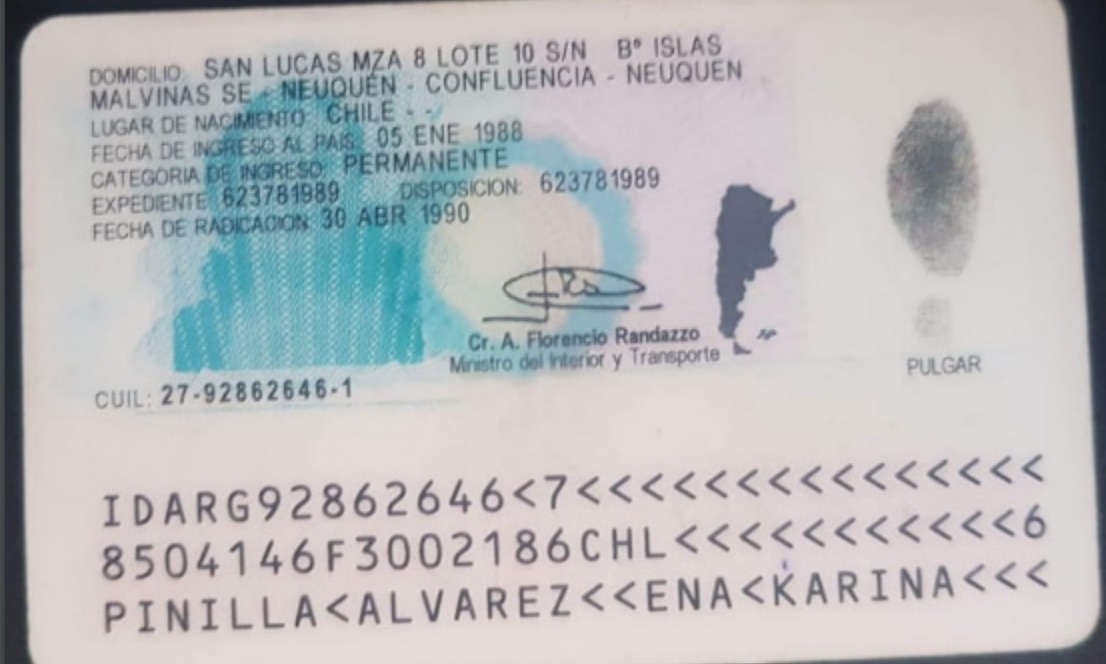 DOMICILIO: SAN LUCAS MZA 8 LOTE 10 S/N Bº ISLAS
MALVINAS SE - NEUQUÉN - CONFLUENCIA - NEUQUEN
LUGAR DE NACIMIENTO: CHILE - -
FECHA DE INGRESO AL PAÍS: 05 ENE 1988
CATEGORIA DE INGRESO: PERMANENTE
EXPEDIENTE 623781989 DISPOSICION: 623781989
FECHA DE RADICACION: 30 ABR 1990
Cr. A. Florencio Randazzo
Ministro del Interior y Transporte
PULGAR
CUIL: 27-92862646-1
IDARG92862646<7<<<<<<<<<<<<<<<
8504146F3002186CHL<<<<<<<<<<<6
PINILLA<ALVAREZ<<ENA<KARINA<<<